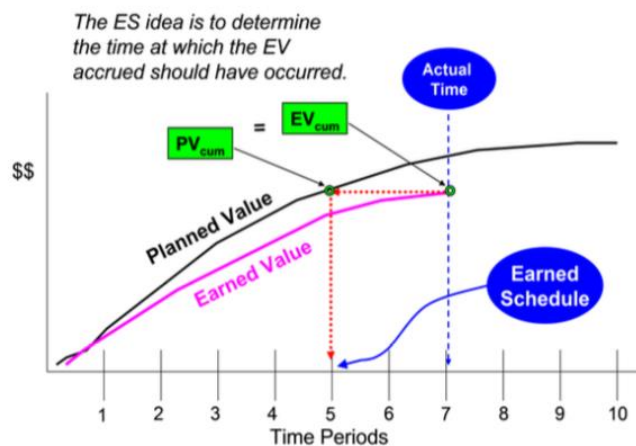 The ES idea is to determine
the time at which the EV
accrued should have occurred.
Actual
Time
PVcum
=
EVcum
$$
Planned Value
Earned Value
Earned
Schedule
1 2 3 4 5 6 7 8 9 10
Time Periods